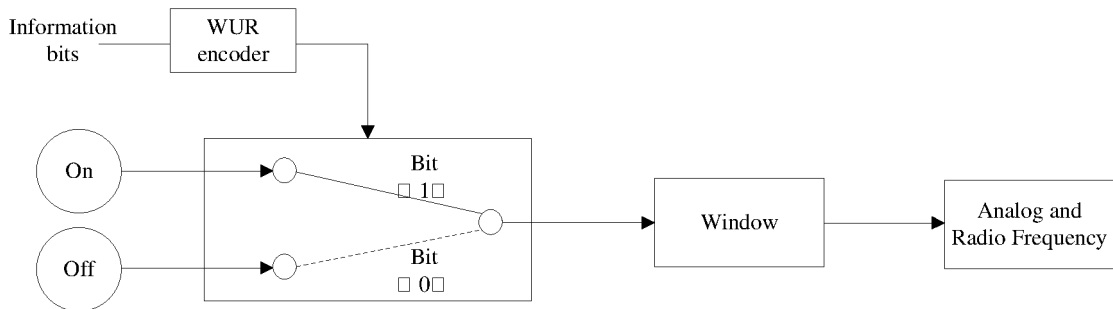 Information
bits
WUR
encoder
On
Bit
□ 1□
Off
Bit
□ 0□
Window
Analog and
Radio Frequency